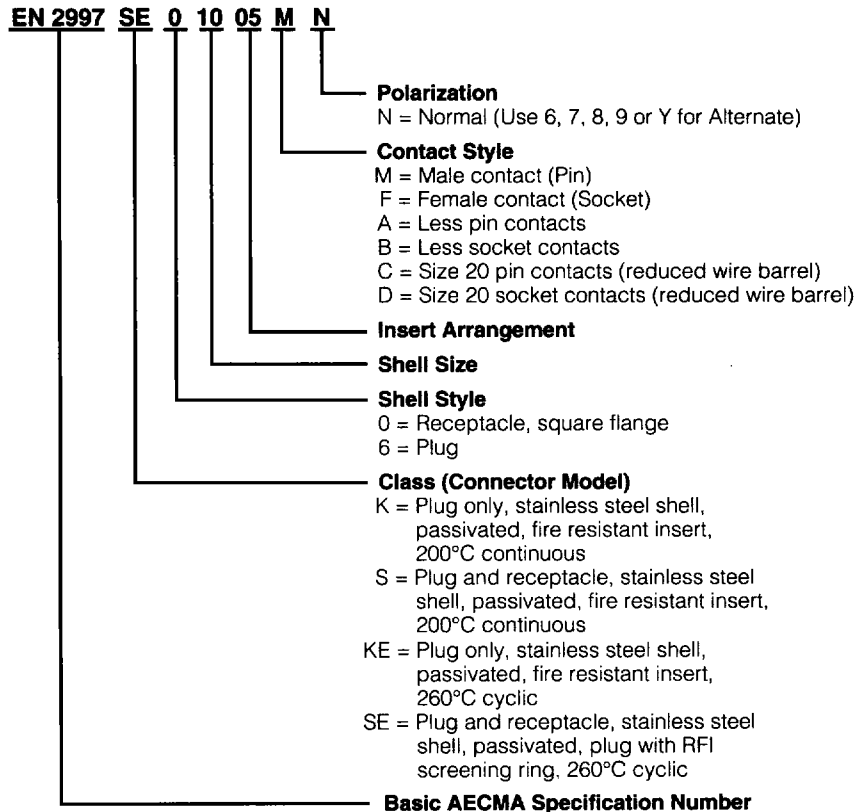 EN 2997 SE 0 10 05 M N
Polarization
N = Normal (Use 6, 7, 8, 9 or Y for Alternate)
Contact Style
M = Male contact (Pin)
F = Female contact (Socket)
A = Less pin contacts
B = Less socket contacts
C = Size 20 pin contacts (reduced wire barrel)
D = Size 20 socket contacts (reduced wire barrel)
Insert Arrangement
Shell Size
Shell Style
0 = Receptacle, square flange
6 = Plug
Class (Connector Model)
K = Plug only, stainless steel shell,
passivated, fire resistant insert,
200°C continuous
S = Plug and receptacle, stainless steel
shell, passivated, fire resistant insert,
200°C continuous
KE = Plug only, stainless steel shell,
passivated, fire resistant insert,
260°C cyclic
SE = Plug and receptacle, stainless steel
shell, passivated, plug with RFI
screening ring, 260°C cyclic
Basic AECMA Specification Number